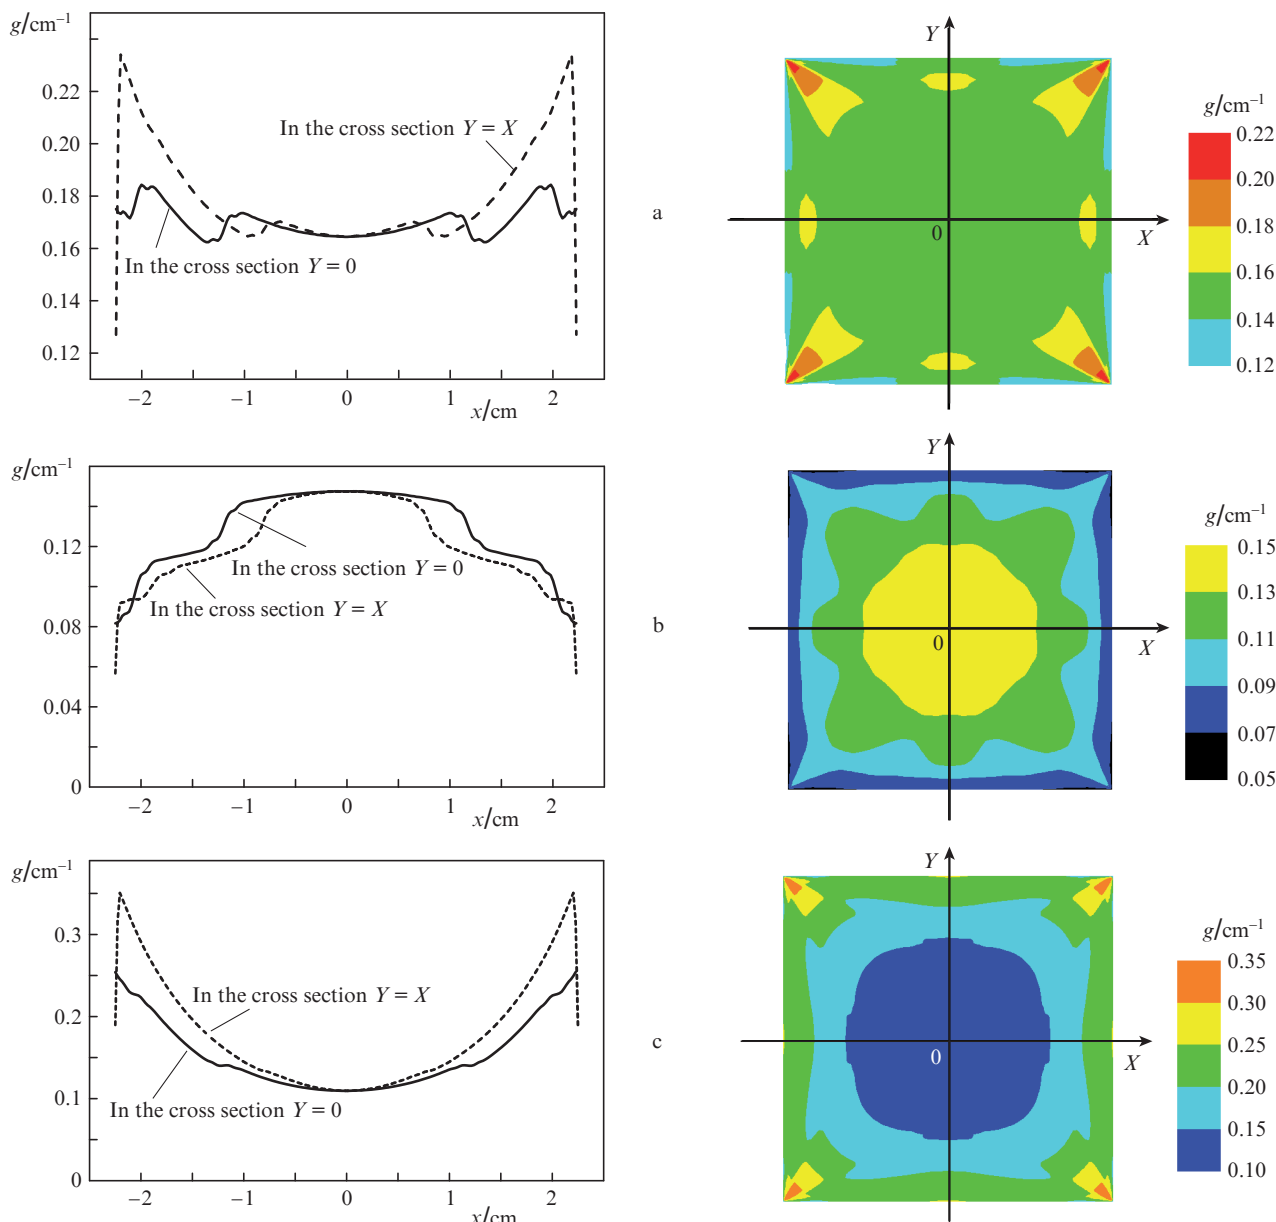 g/cm⁻¹
0.22
0.20
0.18
0.16
0.14
0.12
In the cross section Y = X
In the cross section Y = 0
−2
−1
0
1
2
x/cm
a
Y
0
X
g/cm⁻¹
0.22
0.20
0.18
0.16
0.14
0.12
g/cm⁻¹
0.16
0.12
0.08
0.04
0
In the cross section Y = 0
In the cross section Y = X
−2
−1
0
1
2
x/cm
b
Y
0
X
g/cm⁻¹
0.15
0.13
0.11
0.09
0.07
0.05
g/cm⁻¹
0.3
0.2
0.1
0
In the cross section Y = X
In the cross section Y = 0
−2
−1
0
1
2
x/cm
c
Y
0
X
g/cm⁻¹
0.35
0.30
0.25
0.20
0.15
0.10